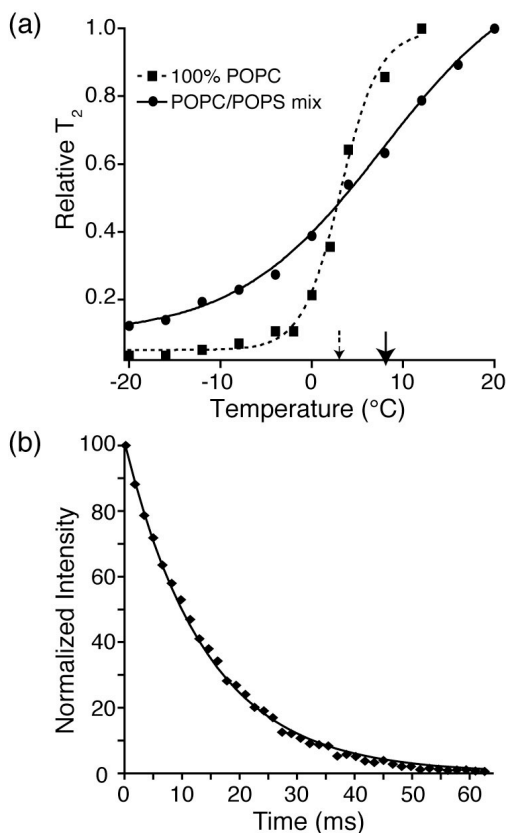 (a)
1.0
0.8
0.6
0.4
0.2
Relative T2
100% POPC
POPC/POPS mix
-20
-10
0
10
20
Temperature (°C)
(b)
100
80
60
40
20
0
Normalized Intensity
0
10
20
30
40
50
60
Time (ms)